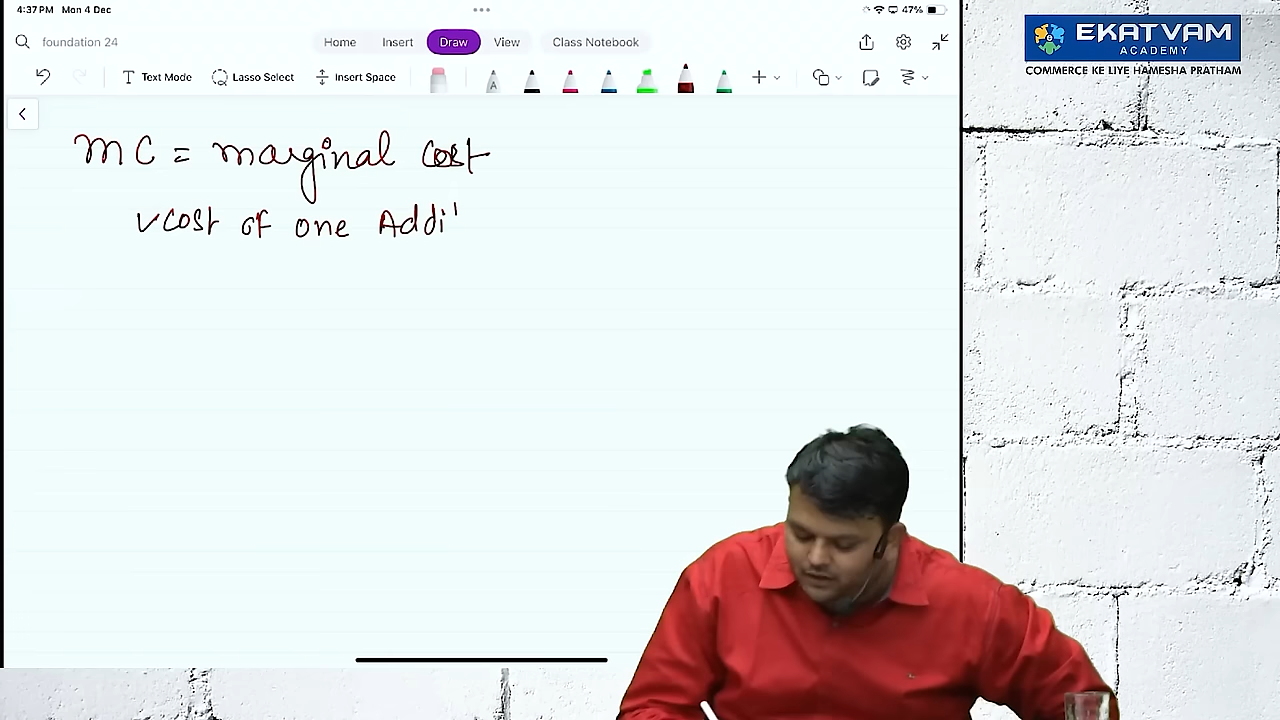 4:37 PM Mon 4 Dec
47%
foundation 24
Home Insert Draw View Class Notebook
Text Mode Lasso Select Insert Space
A
MC = marginal cost
✓cost of one Addi'
EKATVAM
ACADEMY
COMMERCE KE LIYE HAMESHA PRATHAM